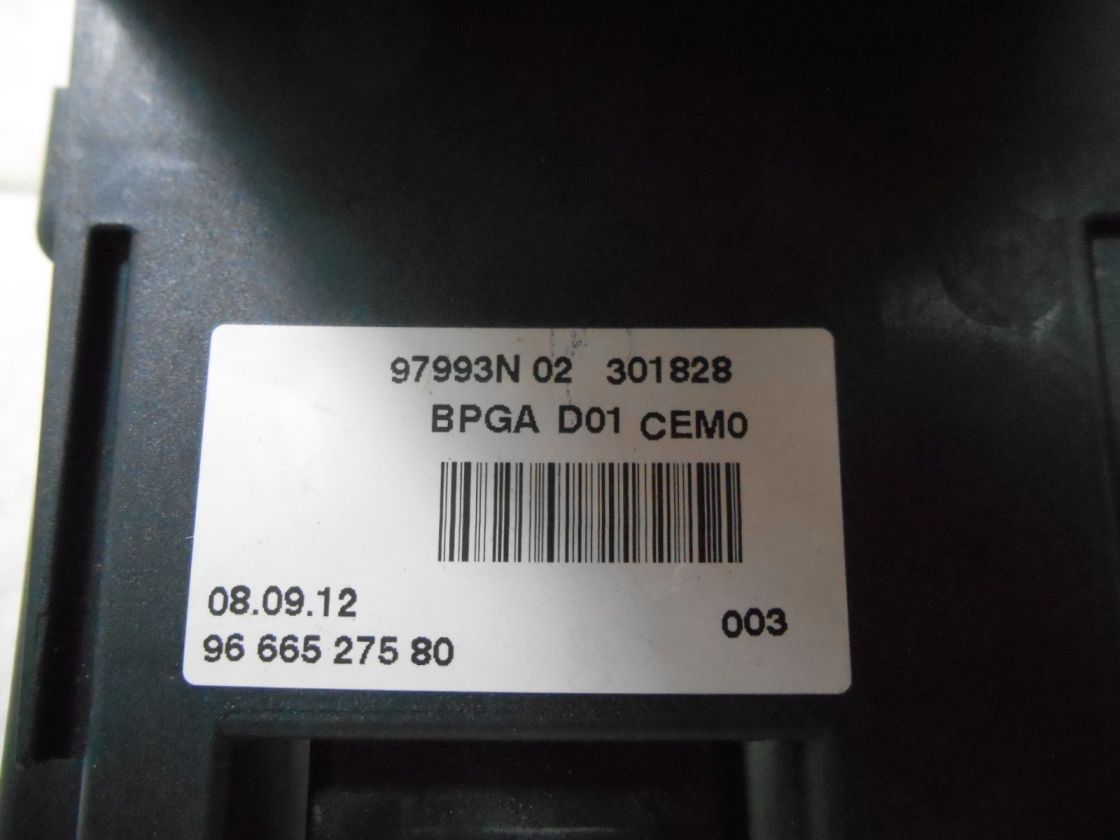 97993N 02 301828
BPGA D01 CEM0
08.09.12
003
96 665 275 80